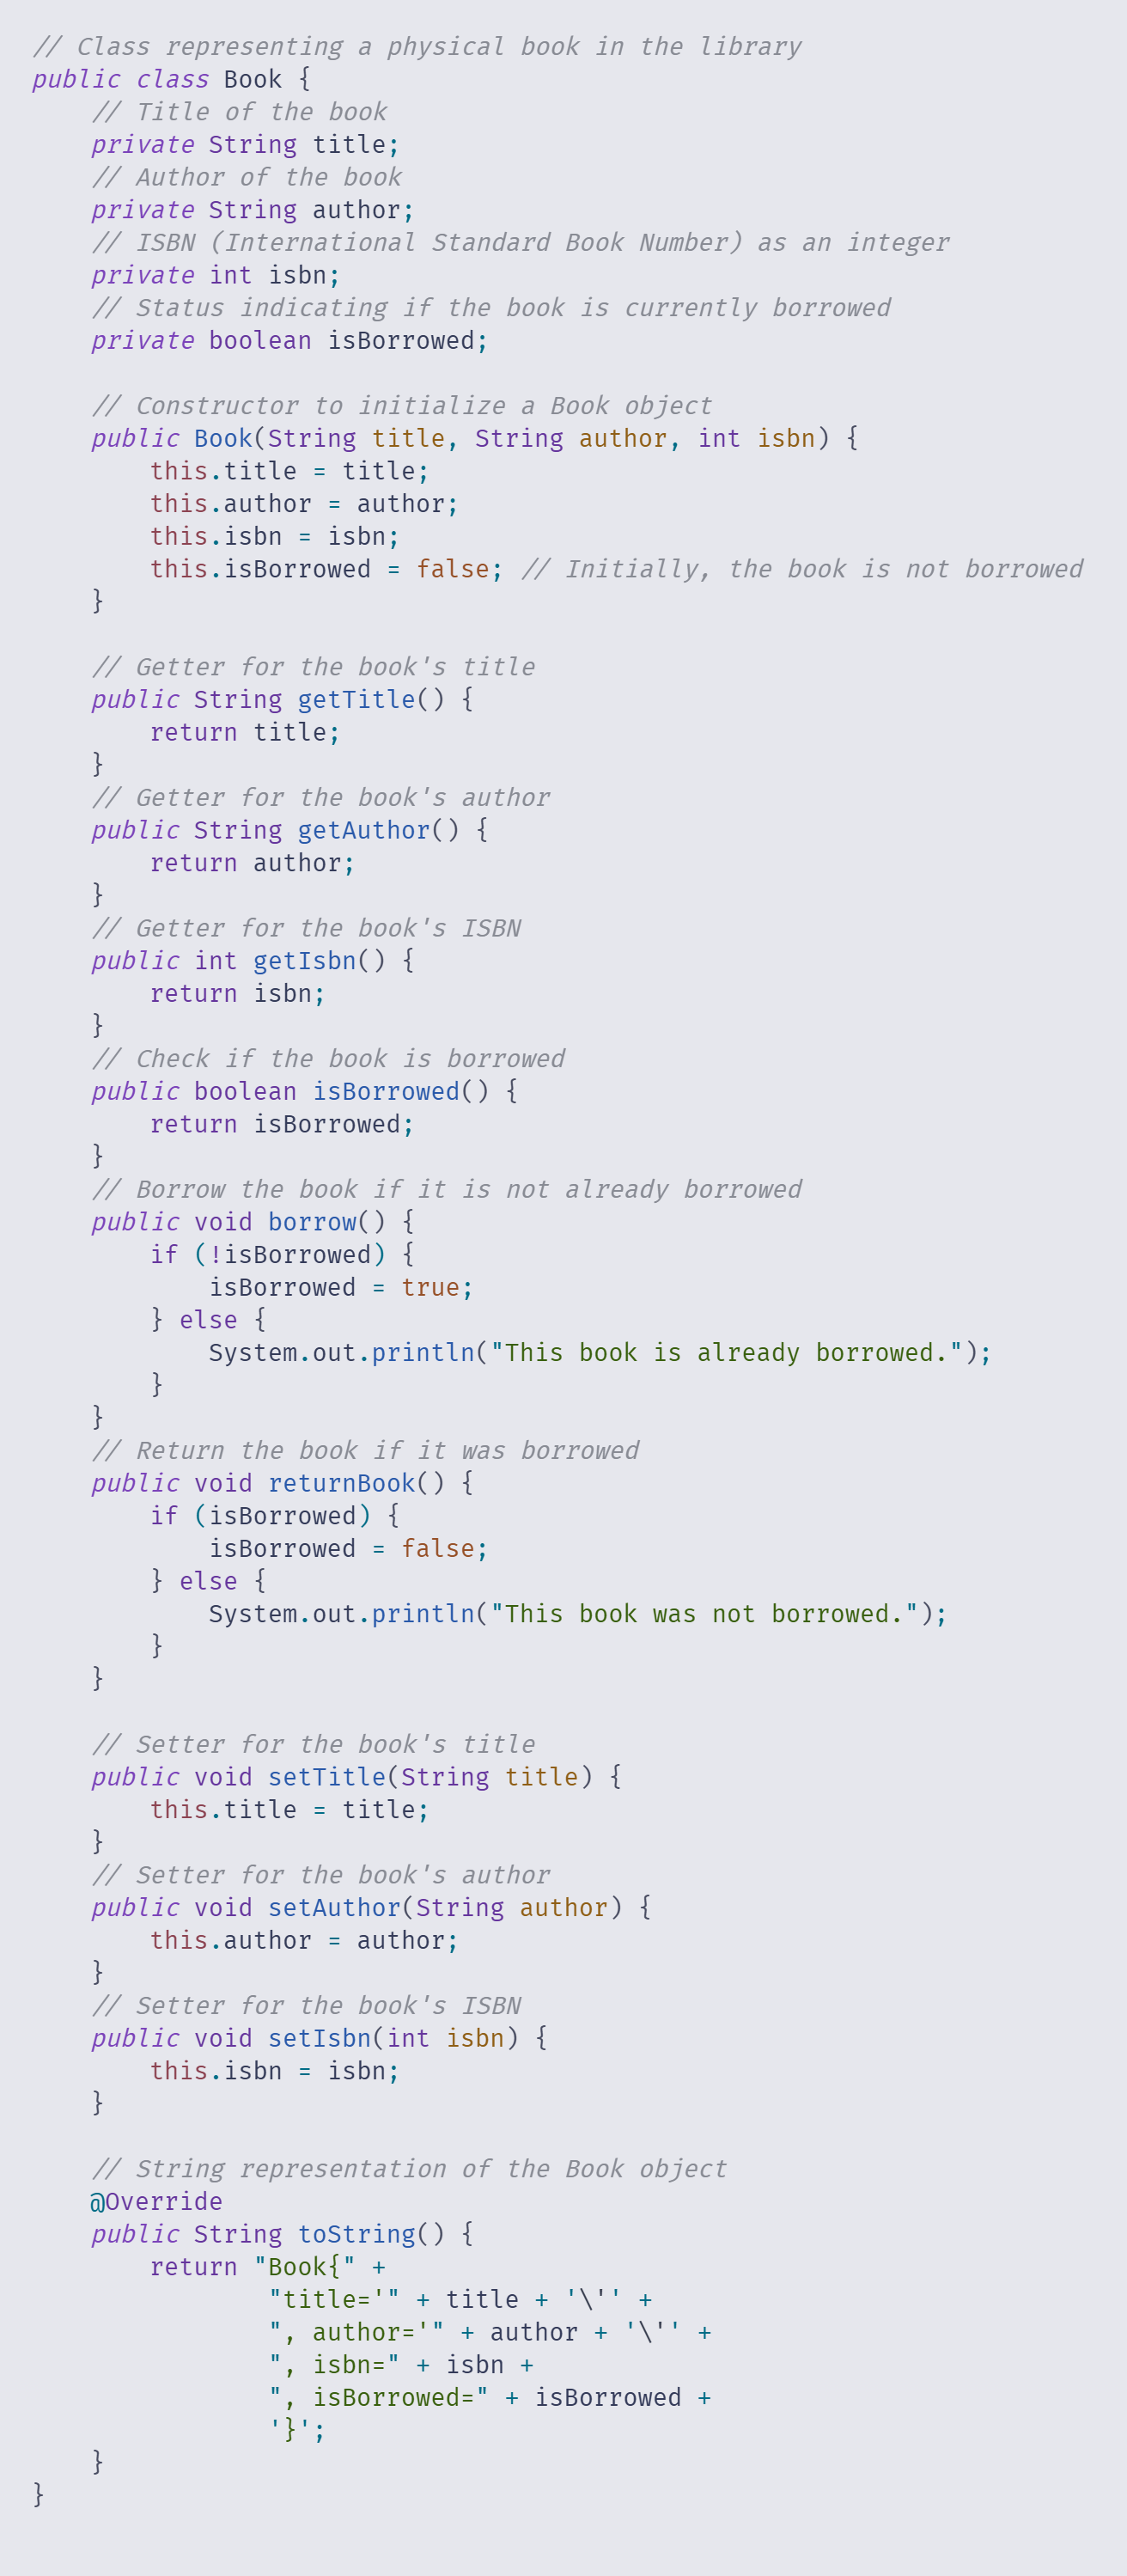 // Class representing a physical book in the library
public class Book {
    // Title of the book
    private String title;
    // Author of the book
    private String author;
    // ISBN (International Standard Book Number) as an integer
    private int isbn;
    // Status indicating if the book is currently borrowed
    private boolean isBorrowed;

    // Constructor to initialize a Book object
    public Book(String title, String author, int isbn) {
        this.title = title;
        this.author = author;
        this.isbn = isbn;
        this.isBorrowed = false; // Initially, the book is not borrowed
    }

    // Getter for the book's title
    public String getTitle() {
        return title;
    }
    // Getter for the book's author
    public String getAuthor() {
        return author;
    }
    // Getter for the book's ISBN
    public int getIsbn() {
        return isbn;
    }
    // Check if the book is borrowed
    public boolean isBorrowed() {
        return isBorrowed;
    }
    // Borrow the book if it is not already borrowed
    public void borrow() {
        if (!isBorrowed) {
            isBorrowed = true;
        } else {
            System.out.println("This book is already borrowed.");
        }
    }
    // Return the book if it was borrowed
    public void returnBook() {
        if (isBorrowed) {
            isBorrowed = false;
        } else {
            System.out.println("This book was not borrowed.");
        }
    }

    // Setter for the book's title
    public void setTitle(String title) {
        this.title = title;
    }
    // Setter for the book's author
    public void setAuthor(String author) {
        this.author = author;
    }
    // Setter for the book's ISBN
    public void setIsbn(int isbn) {
        this.isbn = isbn;
    }

    // String representation of the Book object
    @Override
    public String toString() {
        return "Book{" +
                "title='" + title + '\'' +
                ", author='" + author + '\'' +
                ", isbn=" + isbn +
                ", isBorrowed=" + isBorrowed +
                '}';
    }
}